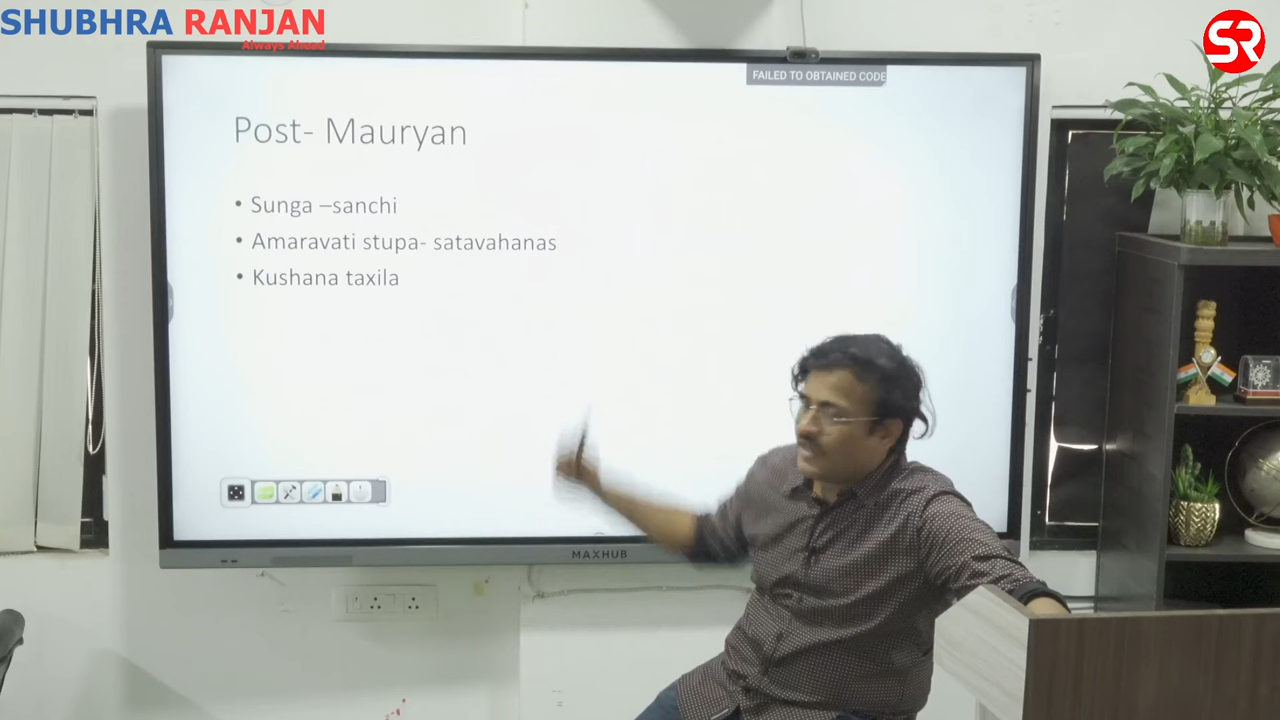 SHUBHRA RANJAN
Always Ahead
SR
FAILED TO OBTAINED CODE
Post- Mauryan
• Sunga –sanchi
• Amaravati stupa- satavahanas
• Kushana taxila
MAXHUB